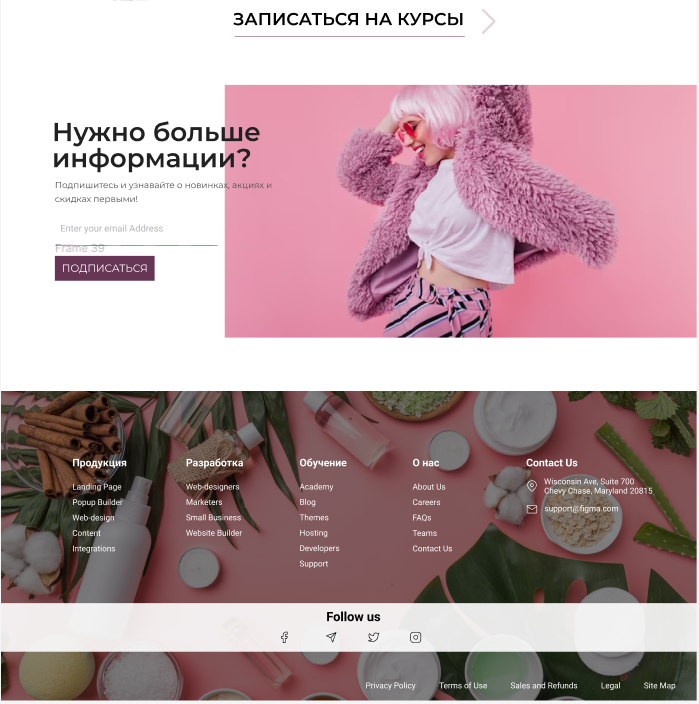 ЗАПИСАТЬСЯ НА КУРСЫ
Нужно больше
информации?
Подпишитесь и узнавайте о новинках, акциях и
скидках первыми!
Enter your email Address
Frame 39
ПОДПИСАТЬСЯ
Продукция
Landing Page
Popup Builder
Web-design
Content
Integrations
Разработка
Web-designers
Marketers
Small Business
Website Builder
Обучение
Academy
Blog
Themes
Hosting
Developers
Support
О нас
About Us
Careers
FAQs
Teams
Contact Us
Contact Us
Wisconsin Ave, Suite 700
Chevy Chase, Maryland 20815
support@figma.com
Follow us
Privacy Policy
Terms of Use
Sales and Refunds
Legal
Site Map